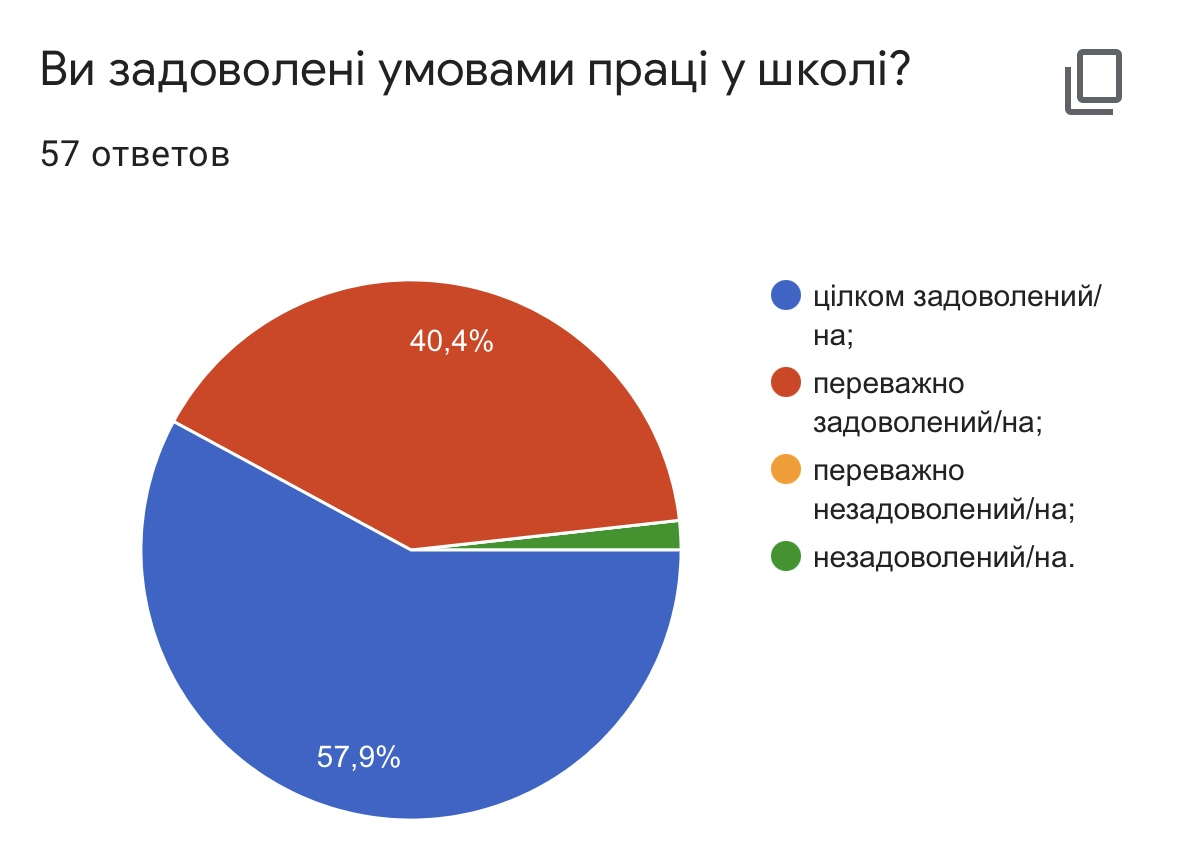 Ви задоволені умовами праці у школі?
57 ответов
40,4%
57,9%
цілком задоволений/
на;
переважно
задоволений/на;
переважно
незадоволений/на;
незадоволений/на.